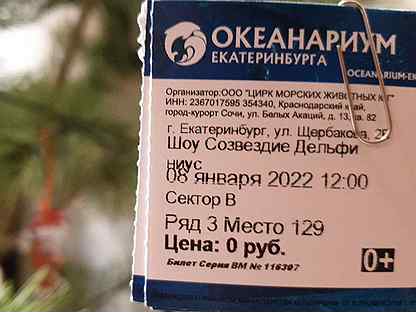 ОКЕАНАРИУМ
ЕКАТЕРИНБУРГА
OCEANARIUM-E
Организатор:ООО "ЦИРК МОРСКИХ ЖИВОТНЫХ
ИНН: 2367017595 354340, Краснодарский край,
город-курорт Сочи, ул. Белых Акаций, д. 13, кв. 82
г. Екатеринбург, ул. Щербакова,
Шоу Созвездие Дельфи
ниус
08 января 2022 12:00
Сектор В
Ряд 3 Место 129
Цена: 0 руб.
0+
Билет Серия ВМ № 116397